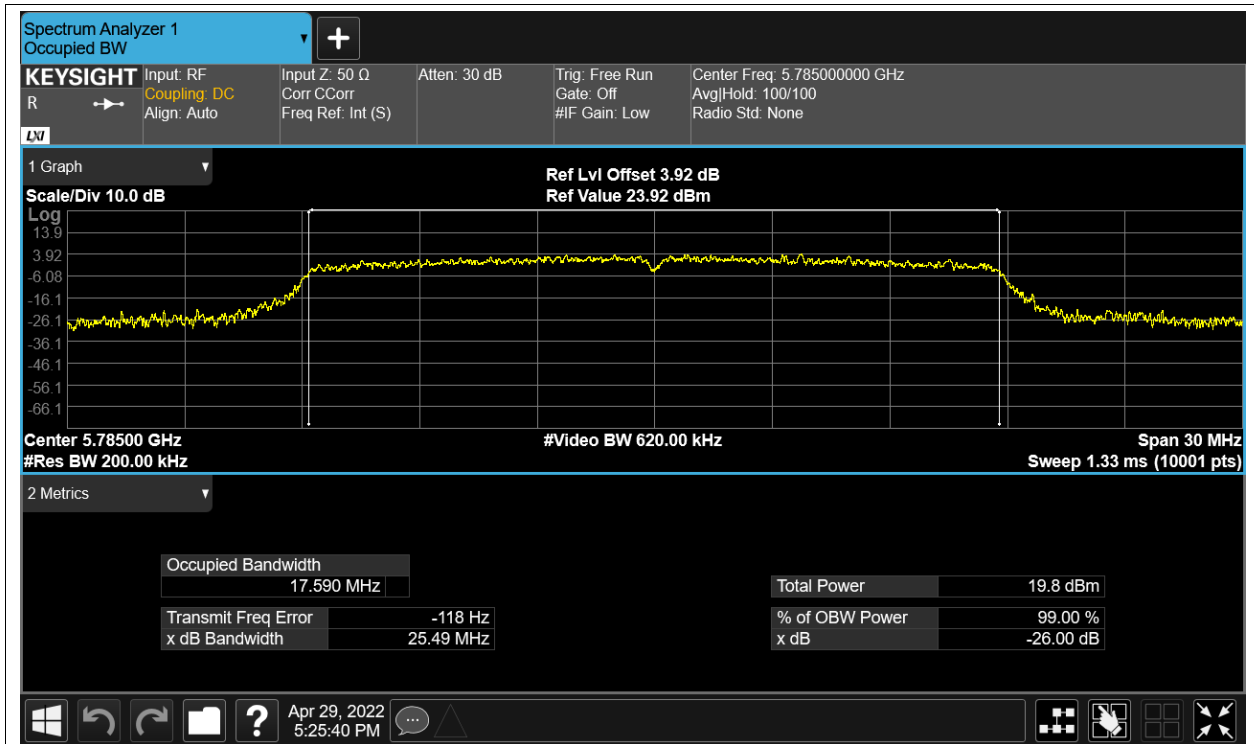 Spectrum Analyzer 1
Occupied BW
KEYSIGHT Input: RF Input Z: 50 Ω Atten: 30 dB Trig: Free Run Center Freq: 5.785000000 GHz
R Coupling: DC Corr CCorr Gate: Off Avg|Hold: 100/100
Align: Auto Freq Ref: Int (S) #IF Gain: Low Radio Std: None
LXI
1 Graph
Ref Lvl Offset 3.92 dB
Scale/Div 10.0 dB Ref Value 23.92 dBm
Log
13.9
3.92
-6.08
-16.1
-26.1
-36.1
-46.1
-56.1
-66.1
Center 5.78500 GHz #Video BW 620.00 kHz Span 30 MHz
#Res BW 200.00 kHz Sweep 1.33 ms (10001 pts)
2 Metrics
Occupied Bandwidth
17.590 MHz Total Power 19.8 dBm
Transmit Freq Error -118 Hz % of OBW Power 99.00 %
x dB Bandwidth 25.49 MHz x dB -26.00 dB
? Apr 29, 2022
5:25:40 PM